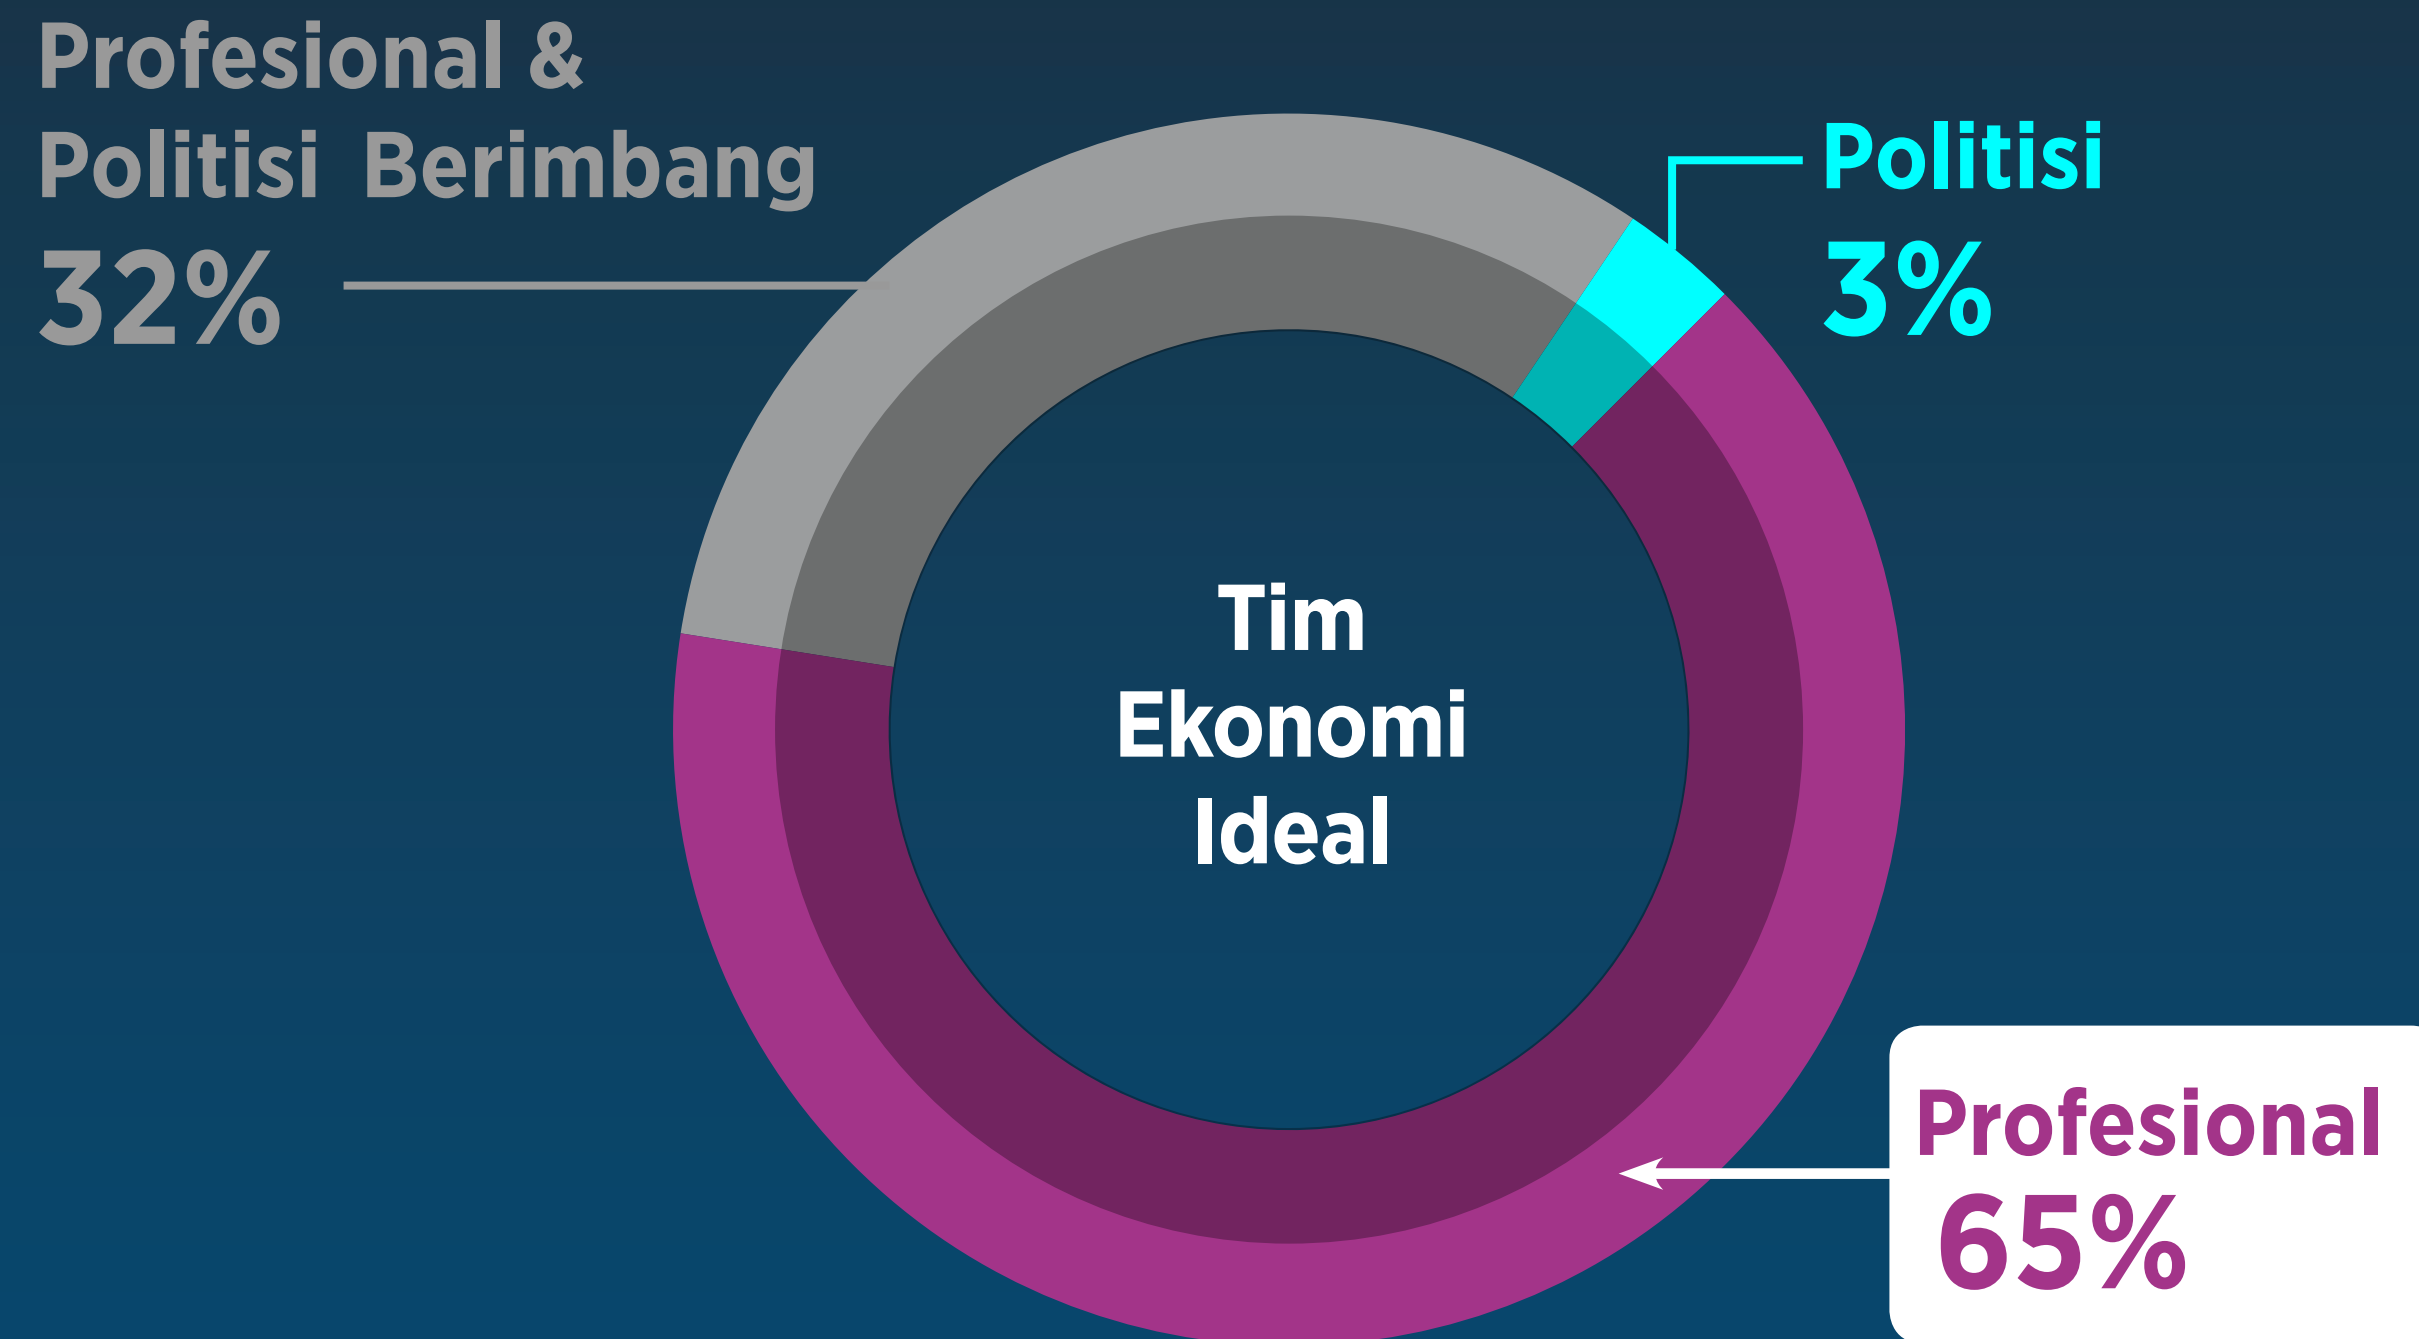 Profesional &
Politisi Berimbang
32%
Politisi
3%
Tim
Ekonomi
Ideal
Profesional
65%